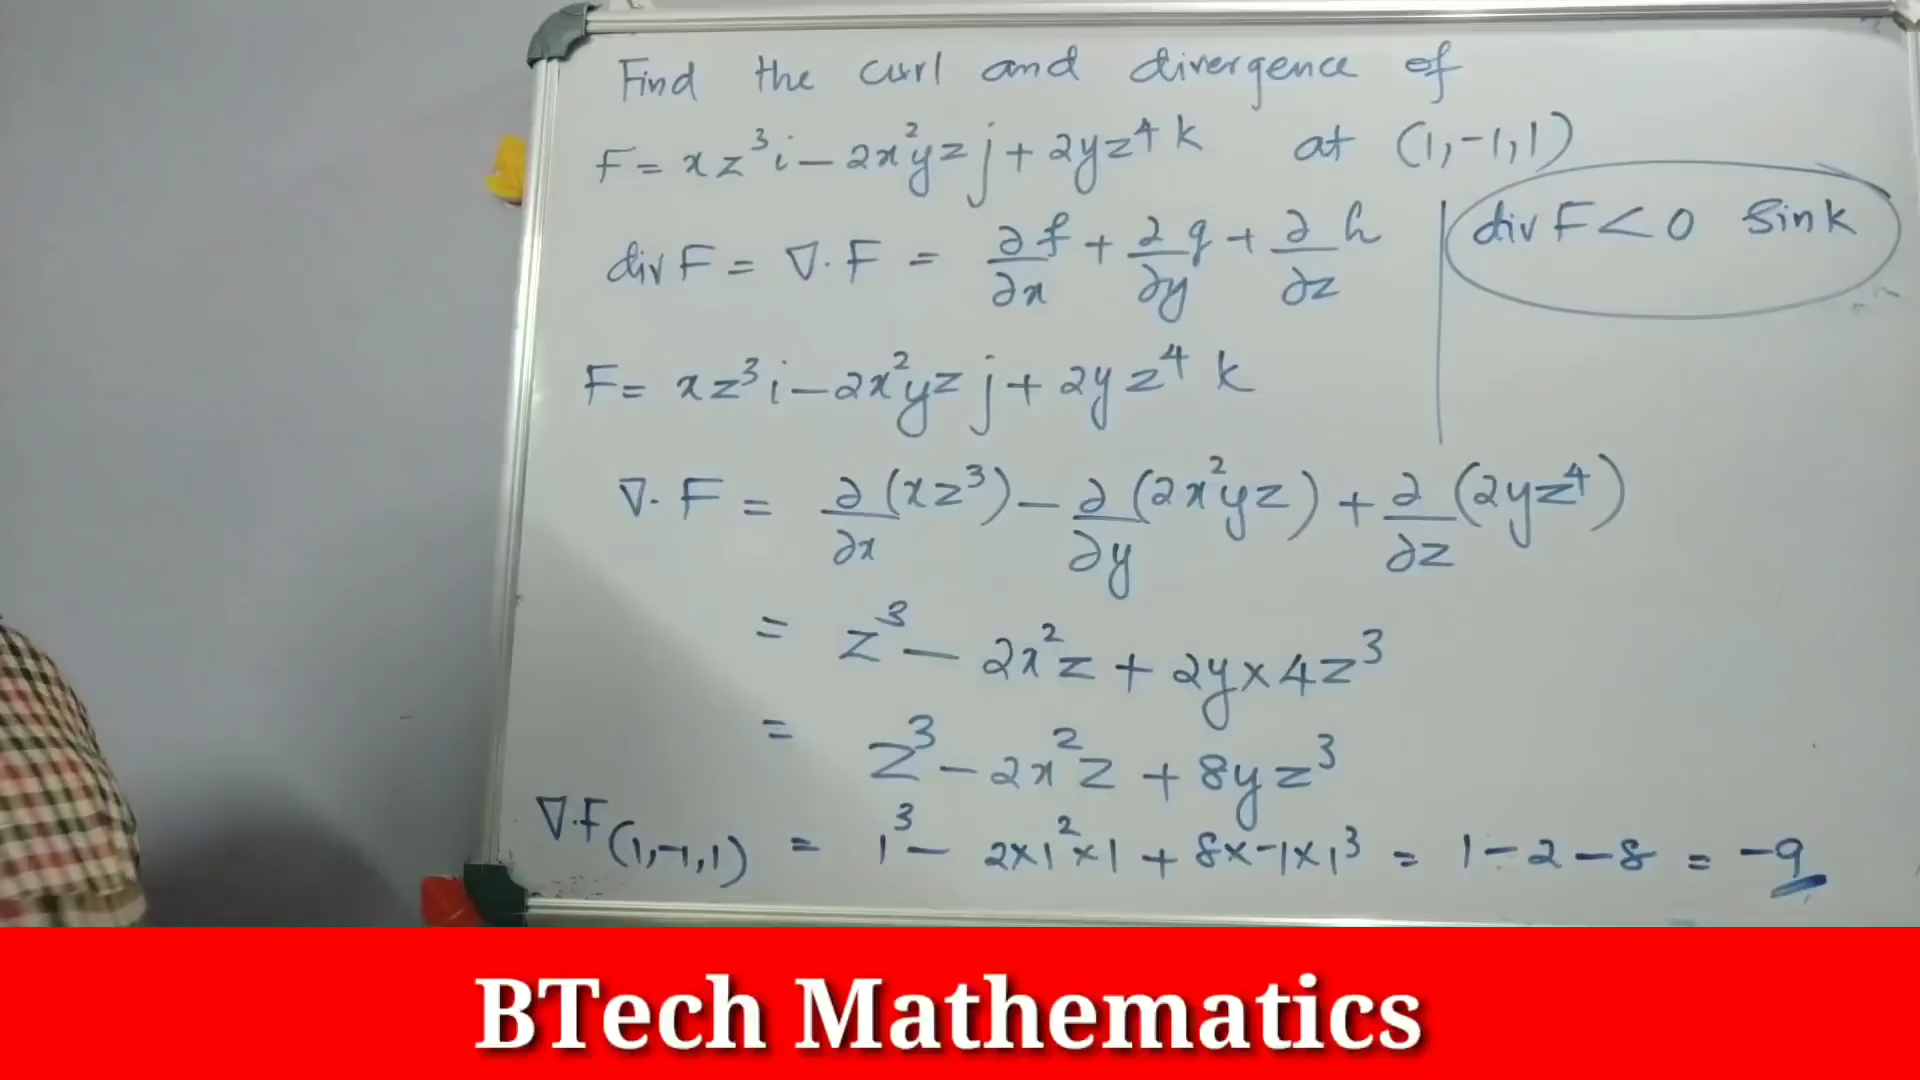 Find the curl and divergence of
F = xz³i − 2x²yz j + 2yz⁴ k at (1,-1,1)
div F = ∇·F = ∂f/∂x + ∂g/∂y + ∂h/∂z
div F < 0 Sink
F = xz³i − 2x²yz j + 2yz⁴ k
∇·F = ∂/∂x (xz³) − ∂/∂y (2x²yz) + ∂/∂z (2yz⁴)
= z³ − 2x²z + 2y×4z³
= z³ − 2x²z + 8yz³
∇·F(1,-1,1) = 1³ − 2×1²×1 + 8×-1×1³ = 1−2−8 = −9
BTech Mathematics